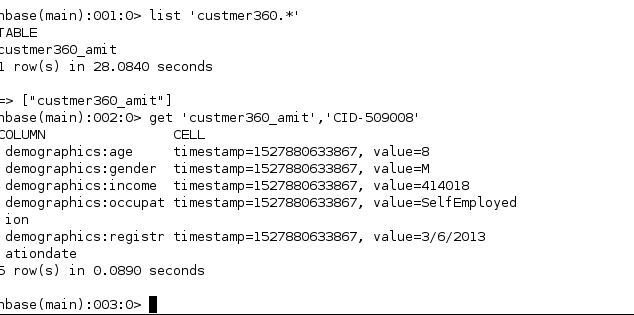 hbase(main):001:0> list 'custmer360.*'
TABLE
custmer360_amit
1 row(s) in 28.0840 seconds
=> ["custmer360_amit"]
hbase(main):002:0> get 'custmer360_amit','CID-509008'
COLUMN CELL
demographics:age timestamp=1527880633867, value=8
demographics:gender timestamp=1527880633867, value=M
demographics:income timestamp=1527880633867, value=414018
demographics:occupat timestamp=1527880633867, value=SelfEmployed
ion
demographics:registr timestamp=1527880633867, value=3/6/2013
ationdate
5 row(s) in 0.0890 seconds
hbase(main):003:0>